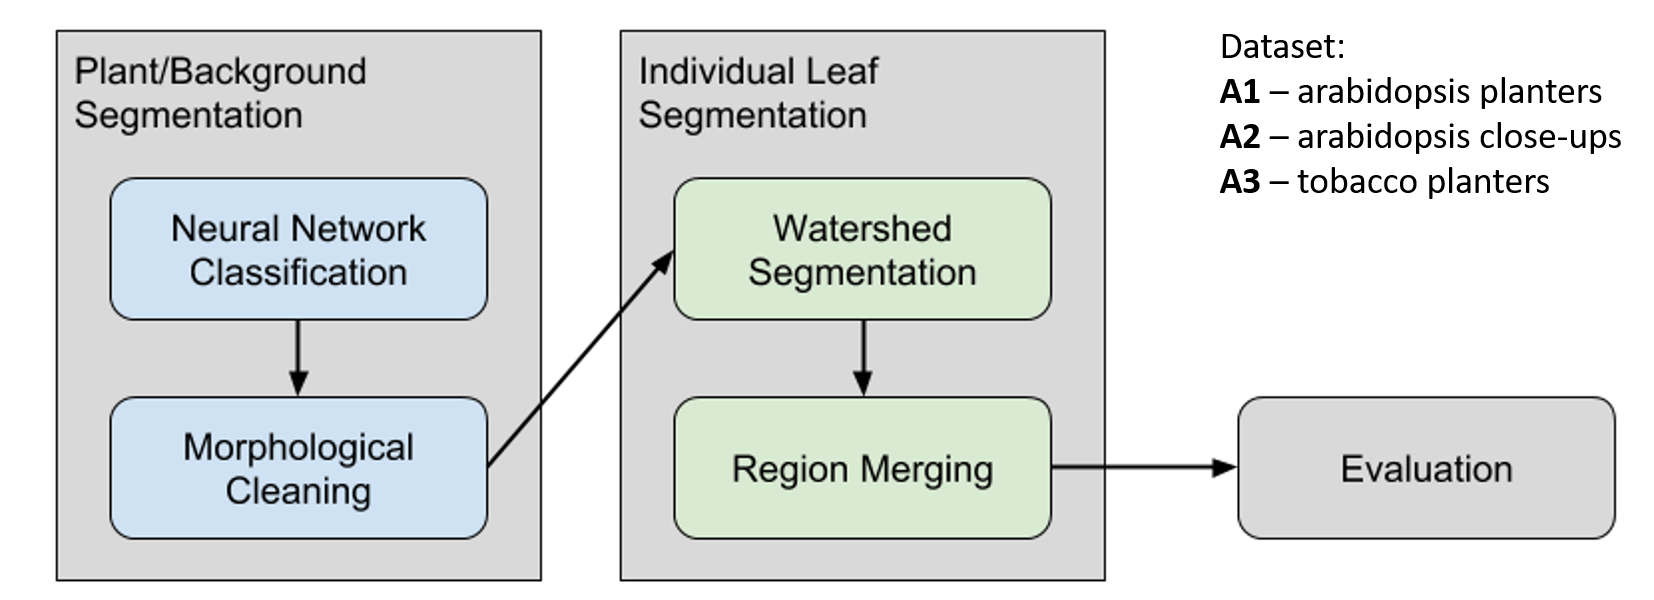 Plant/Background
Segmentation
Neural Network
Classification
Morphological
Cleaning
Individual Leaf
Segmentation
Watershed
Segmentation
Region Merging
Dataset:
A1 – arabidopsis planters
A2 – arabidopsis close-ups
A3 – tobacco planters
Evaluation